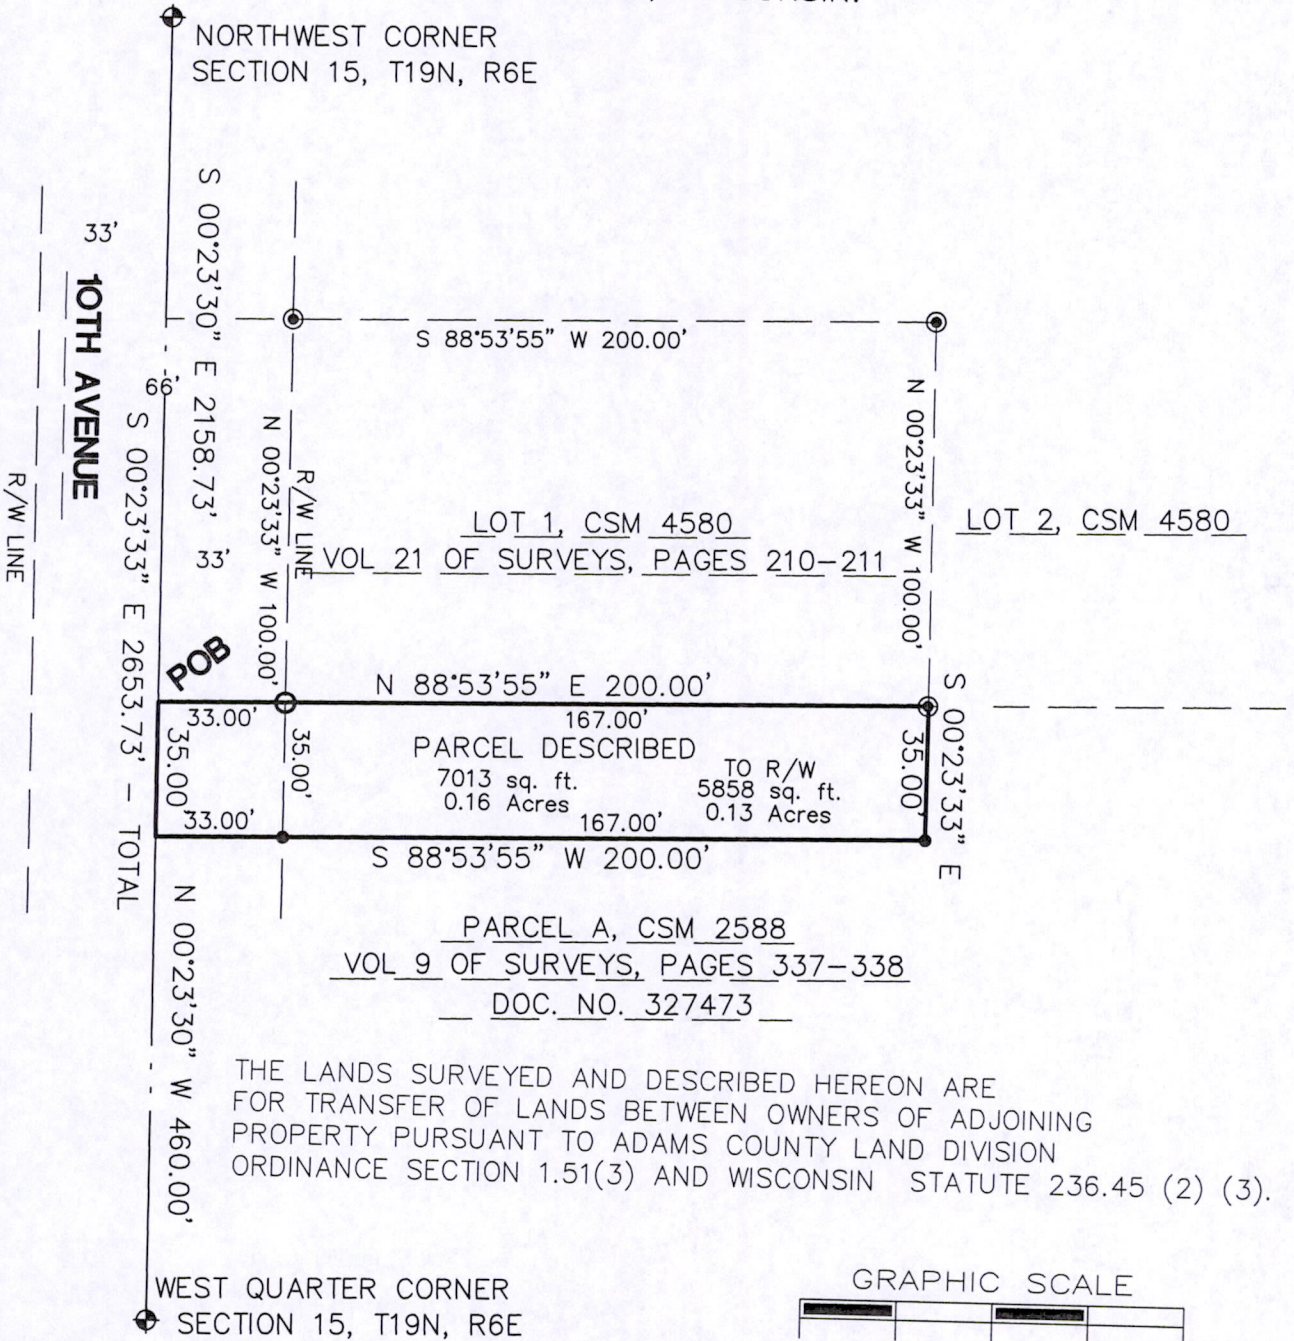 NORTHWEST CORNER
SECTION 15, T19N, R6E
S 00°23'30" E 2158.73'
33'
10TH AVENUE
R/W LINE
66'
S 00°23'33" E 2653.73' - TOTAL
33'
N 00°23'33" W 100.00'
R/W LINE
S 88°53'55" W 200.00'
N 00°23'33" W 100.00'
LOT 1, CSM 4580
VOL 21 OF SURVEYS, PAGES 210-211
LOT 2, CSM 4580
POB
N 88°53'55" E 200.00'
33.00'
167.00'
35.00'
35.00'
PARCEL DESCRIBED
7013 sq. ft.
0.16 Acres
TO R/W
5858 sq. ft.
0.13 Acres
35.00'
S 00°23'33" E
33.00'
167.00'
S 88°53'55" W 200.00'
N 00°23'30" W 460.00'
PARCEL A, CSM 2588
VOL 9 OF SURVEYS, PAGES 337-338
DOC. NO. 327473
THE LANDS SURVEYED AND DESCRIBED HEREON ARE
FOR TRANSFER OF LANDS BETWEEN OWNERS OF ADJOINING
PROPERTY PURSUANT TO ADAMS COUNTY LAND DIVISION
ORDINANCE SECTION 1.51(3) AND WISCONSIN STATUTE 236.45 (2) (3).
WEST QUARTER CORNER
SECTION 15, T19N, R6E
GRAPHIC SCALE